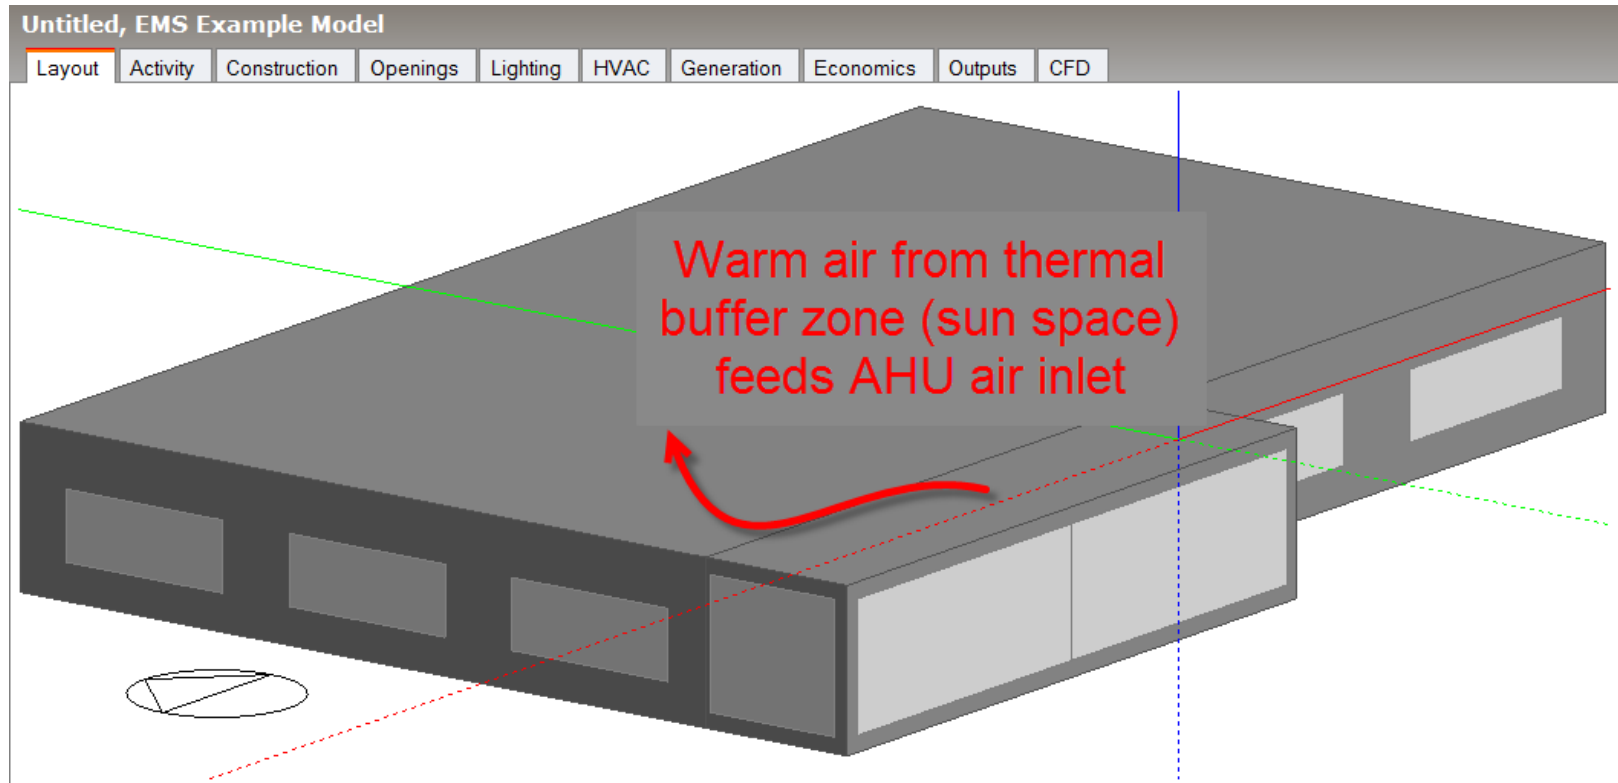 Untitled, EMS Example Model
Layout Activity Construction Openings Lighting HVAC Generation Economics Outputs CFD
Warm air from thermal
buffer zone (sun space)
feeds AHU air inlet